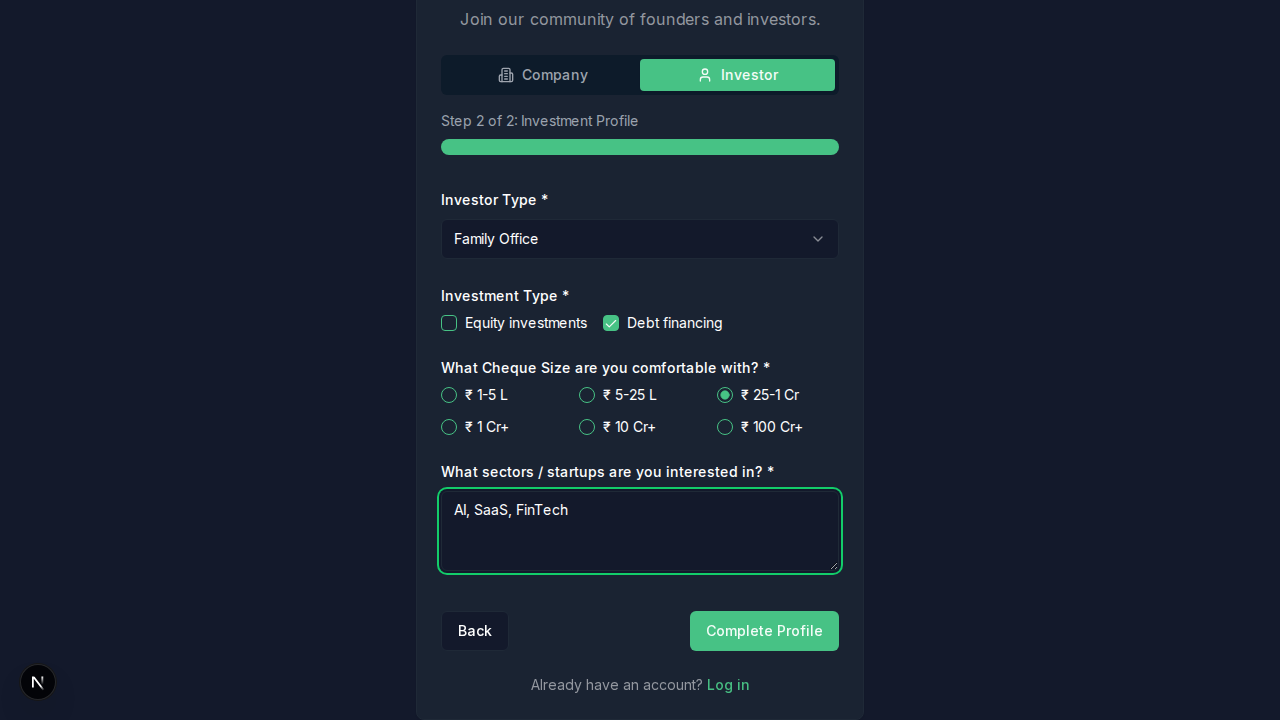 Join our community of founders and investors.
Company Investor
Step 2 of 2: Investment Profile
Investor Type *
Family Office
Investment Type *
Equity investments Debt financing
What Cheque Size are you comfortable with? *
₹ 1-5 L ₹ 5-25 L ₹ 25-1 Cr
₹ 1 Cr+ ₹ 10 Cr+ ₹ 100 Cr+
What sectors / startups are you interested in? *
AI, SaaS, FinTech
Back Complete Profile
N
Already have an account? Log in